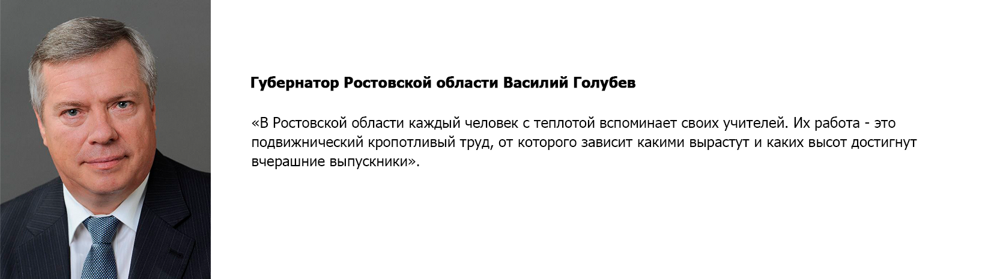 Губернатор Ростовской области Василий Голубев
«В Ростовской области каждый человек с теплотой вспоминает своих учителей. Их работа - это
подвижнический кропотливый труд, от которого зависит какими вырастут и каких высот достигнут
вчерашние выпускники».